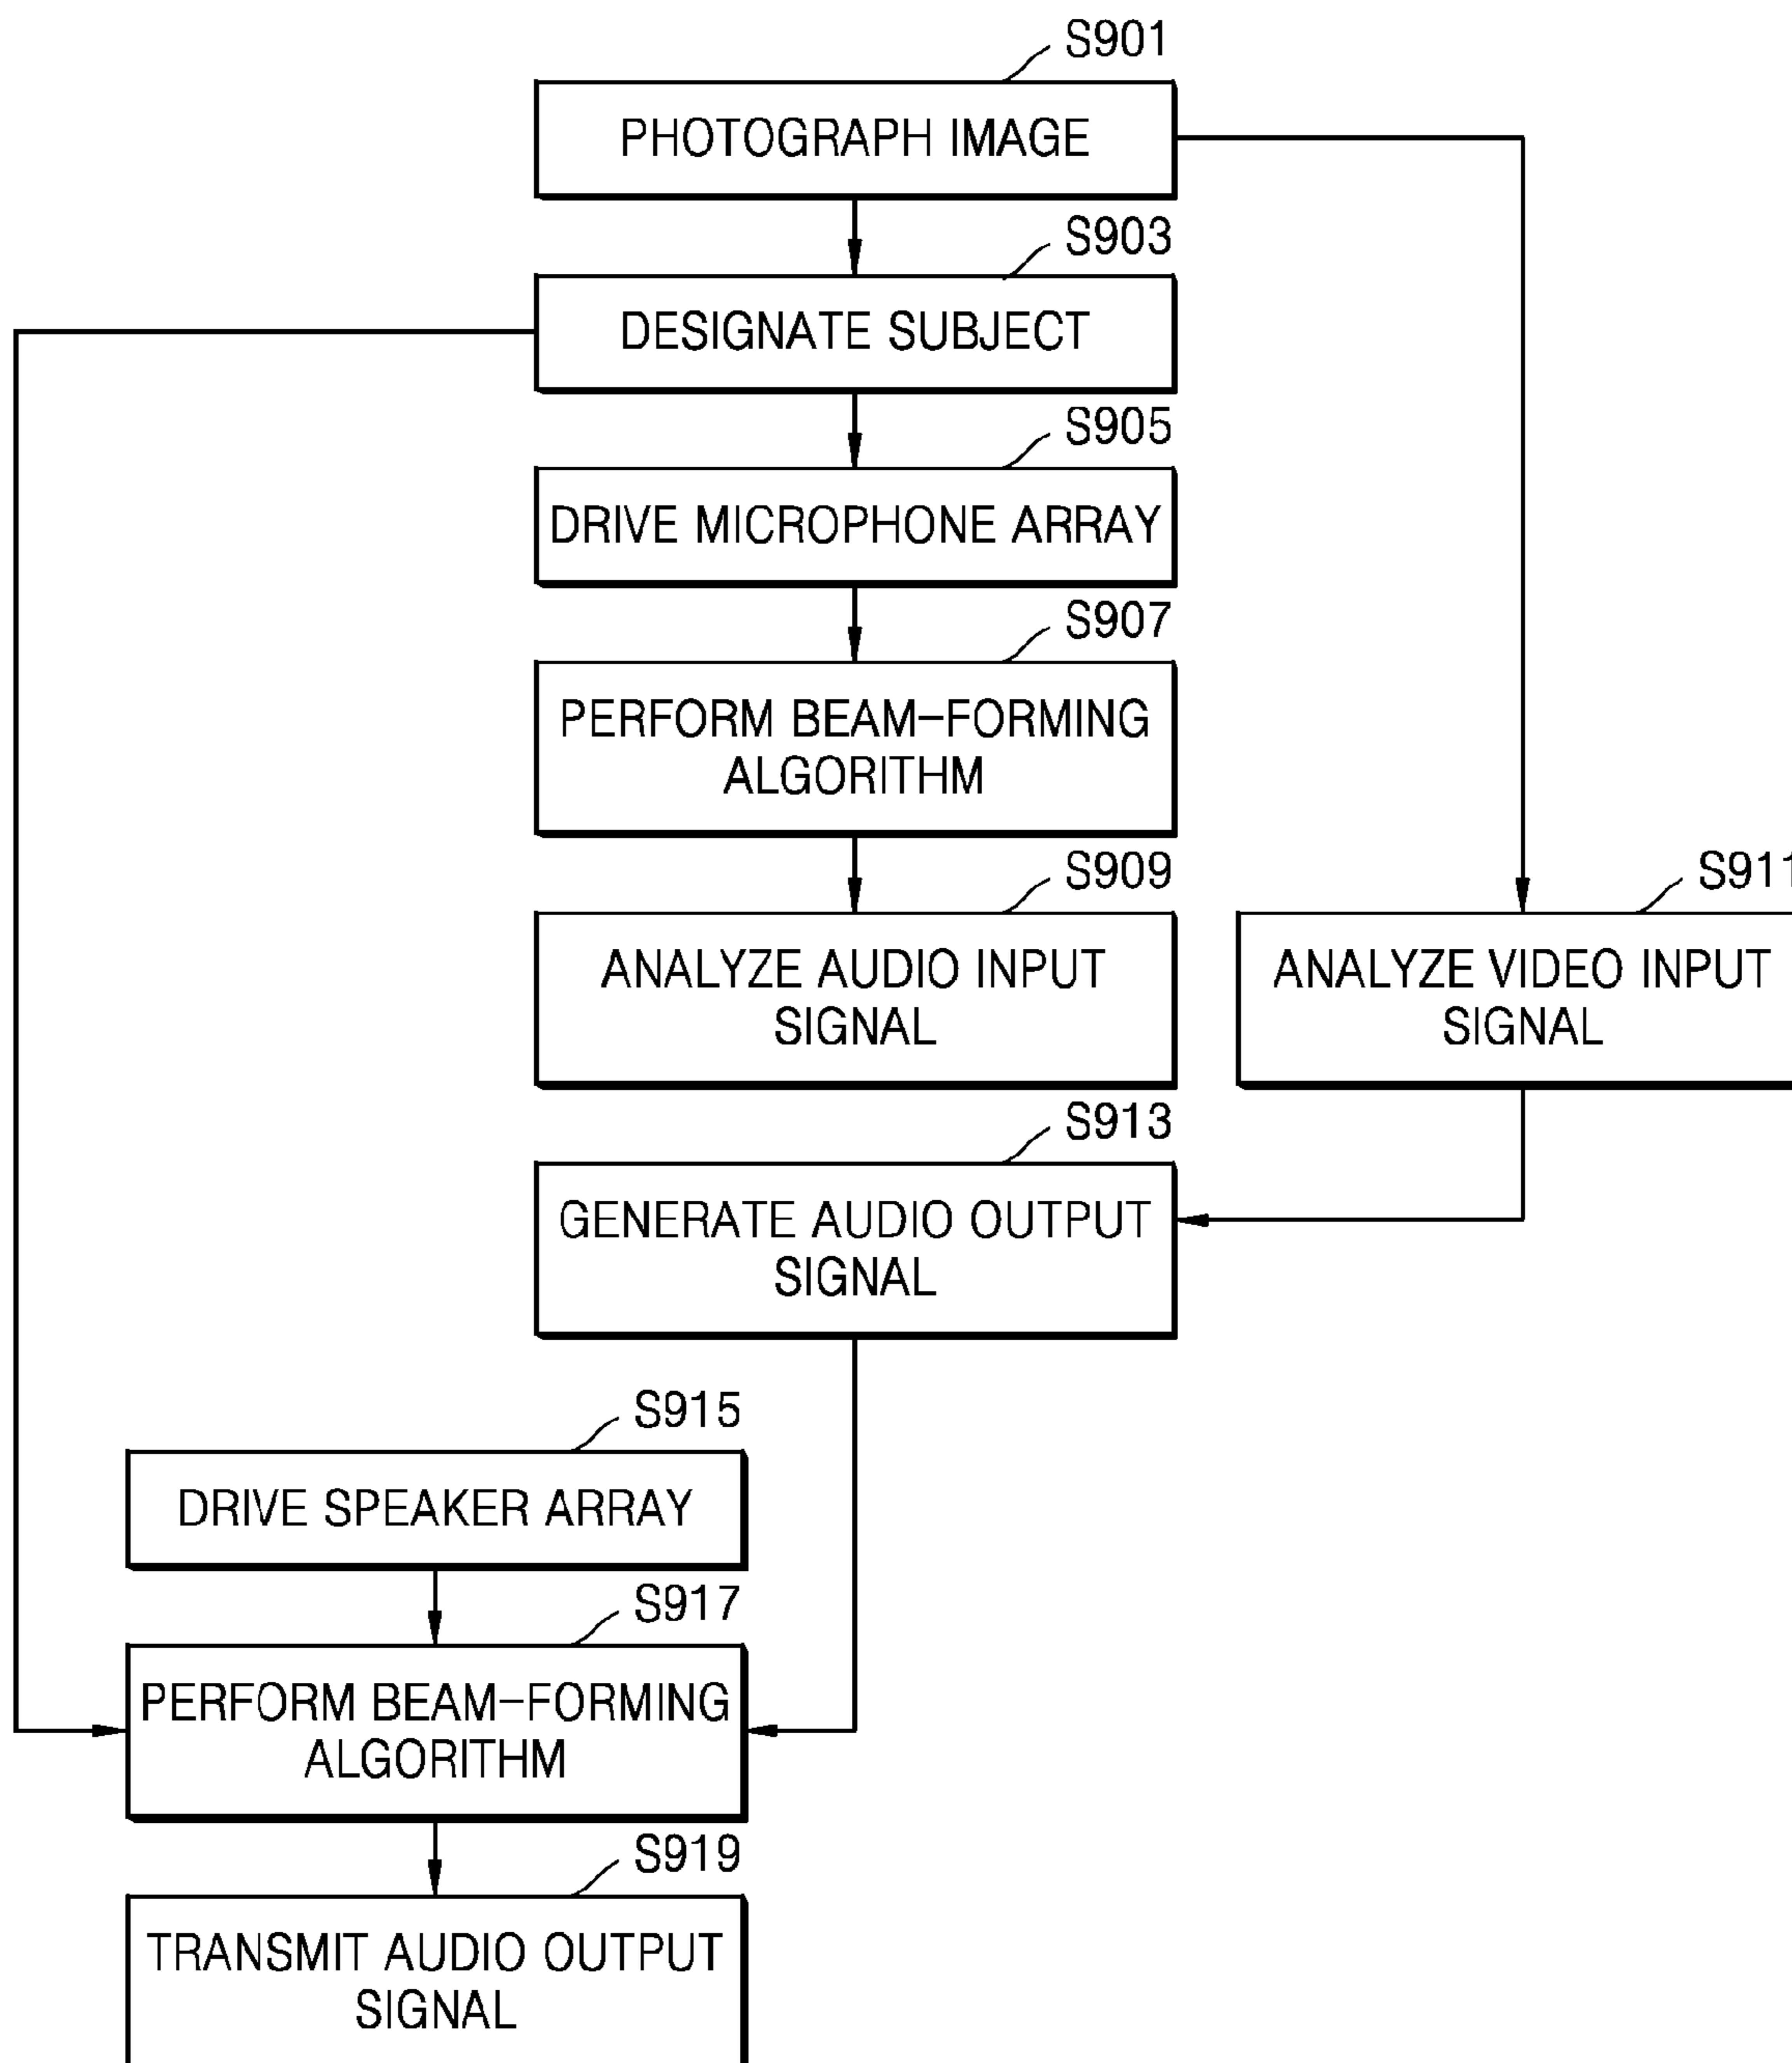 S901
PHOTOGRAPH IMAGE
S903
DESIGNATE SUBJECT
S905
DRIVE MICROPHONE ARRAY
S907
PERFORM BEAM-FORMING
ALGORITHM
S909
ANALYZE AUDIO INPUT
SIGNAL
S911
ANALYZE VIDEO INPUT
SIGNAL
S913
GENERATE AUDIO OUTPUT
SIGNAL
S915
DRIVE SPEAKER ARRAY
S917
PERFORM BEAM-FORMING
ALGORITHM
S919
TRANSMIT AUDIO OUTPUT
SIGNAL